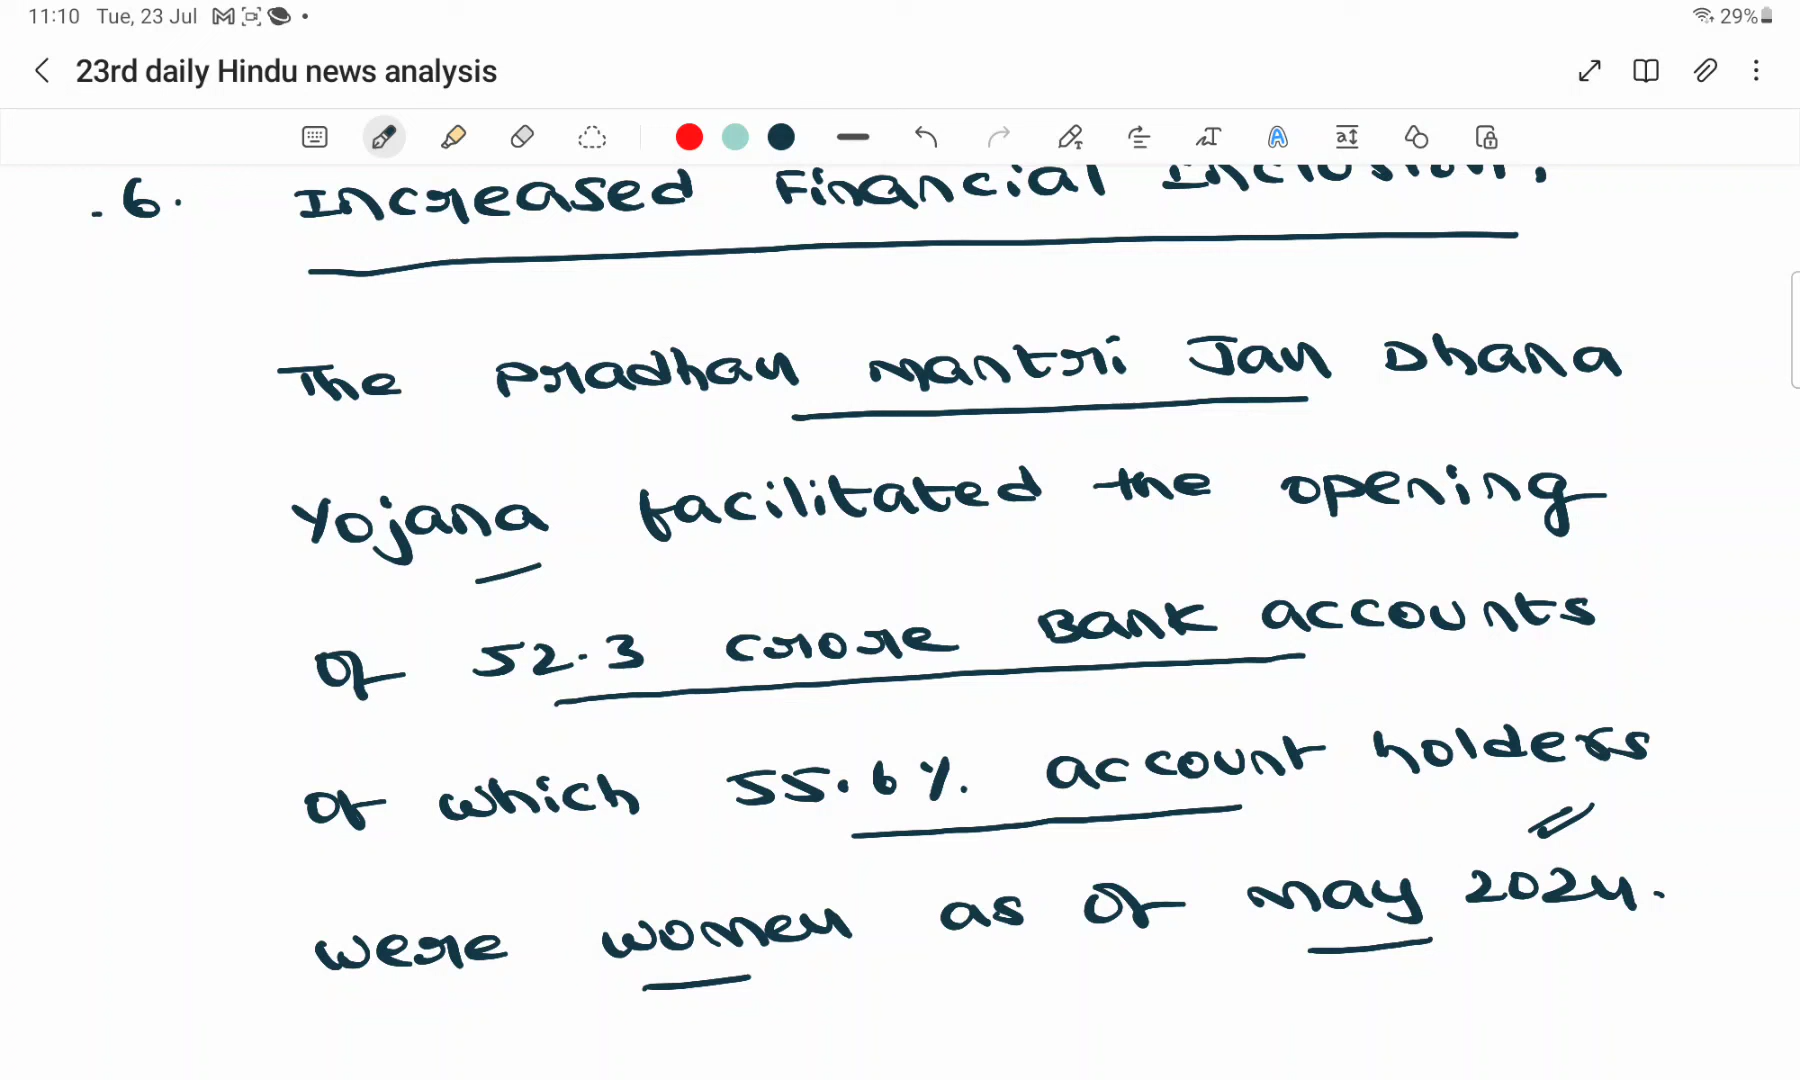 11:10 Tue, 23 Jul 29%
23rd daily Hindu news analysis
.6. Increased Financial Inclusion.
The Pradhan Mantri Jan Dhana
Yojana facilitated the opening
of 52.3 crore Bank accounts
of which 55.6%. account holders
were women as of May 2024.